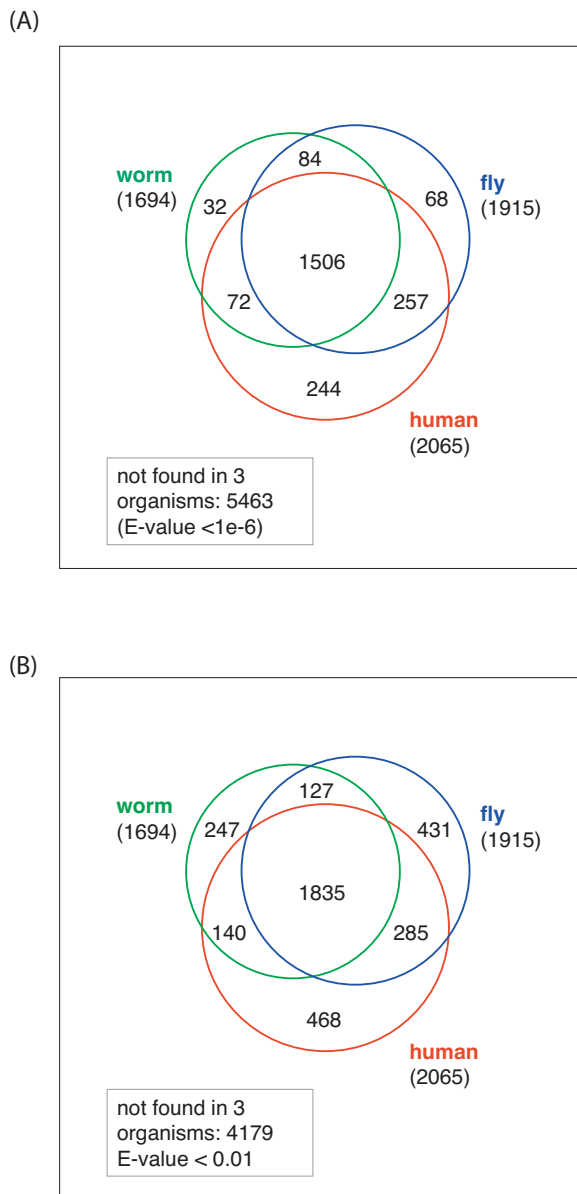 (A)
84
worm
(1694)
fly
(1915)
32
68
1506
72
257
244
human
(2065)
not found in 3
organisms: 5463
(E-value <1e-6)
(B)
127
worm
(1694)
fly
(1915)
247
431
1835
140
285
468
human
(2065)
not found in 3
organisms: 4179
E-value < 0.01